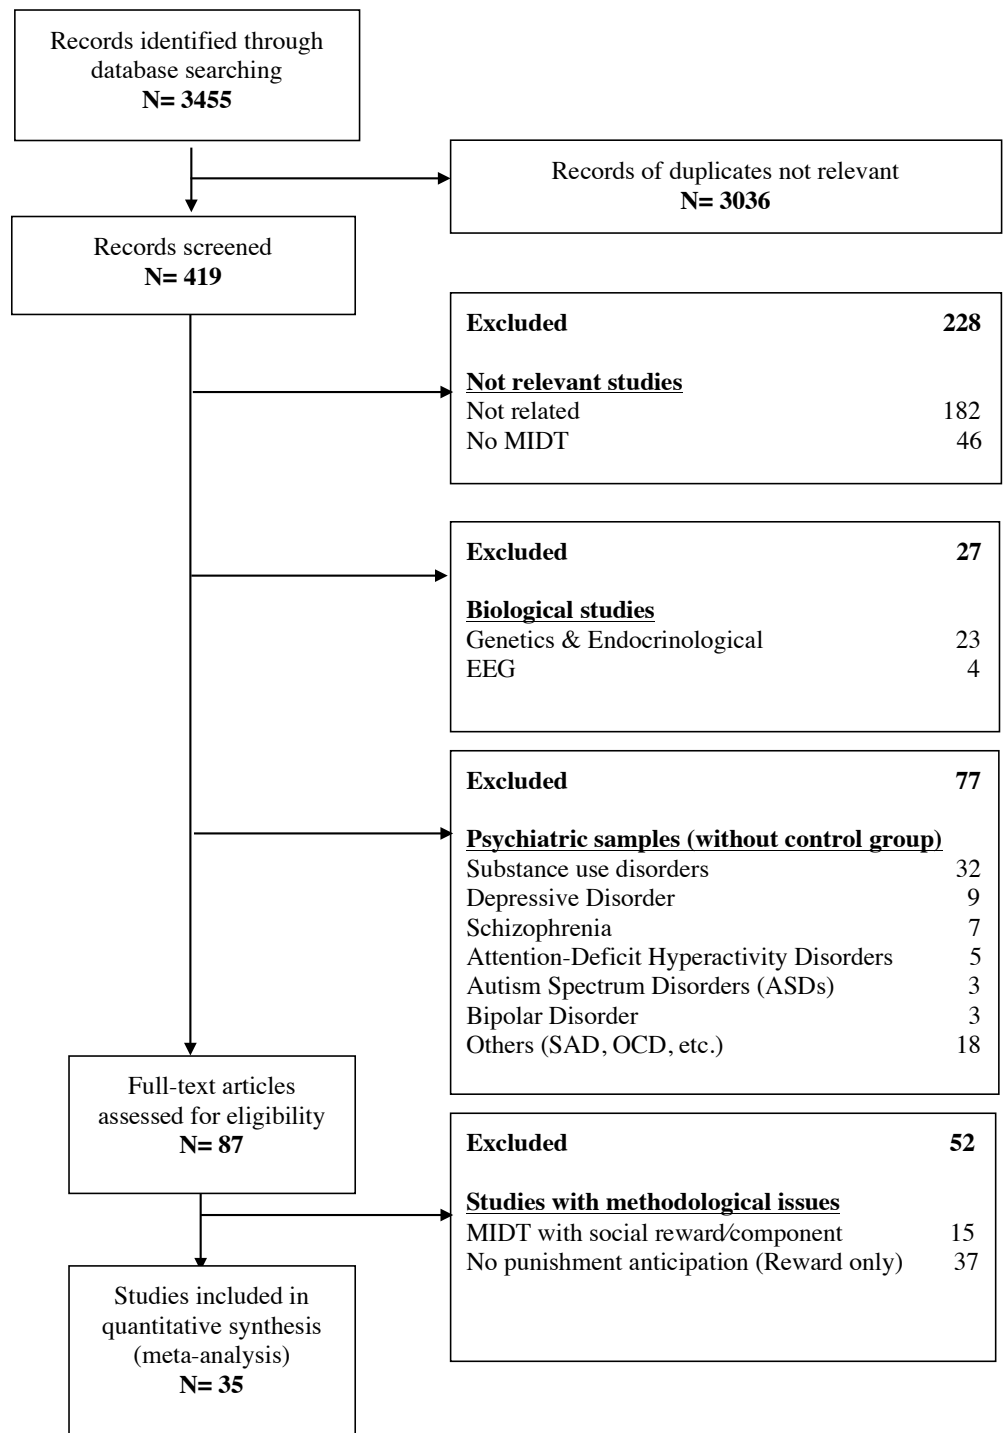 Records identified through
database searching
N= 3455
Records of duplicates not relevant
N= 3036
Records screened
N= 419
Excluded 228
Not relevant studies
Not related 182
No MIDT 46
Excluded 27
Biological studies
Genetics & Endocrinological 23
EEG 4
Excluded 77
Psychiatric samples (without control group)
Substance use disorders 32
Depressive Disorder 9
Schizophrenia 7
Attention-Deficit Hyperactivity Disorders 5
Autism Spectrum Disorders (ASDs) 3
Bipolar Disorder 3
Others (SAD, OCD, etc.) 18
Full-text articles
assessed for eligibility
N= 87
Excluded 52
Studies with methodological issues
MIDT with social reward/component 15
No punishment anticipation (Reward only) 37
Studies included in
quantitative synthesis
(meta-analysis)
N= 35